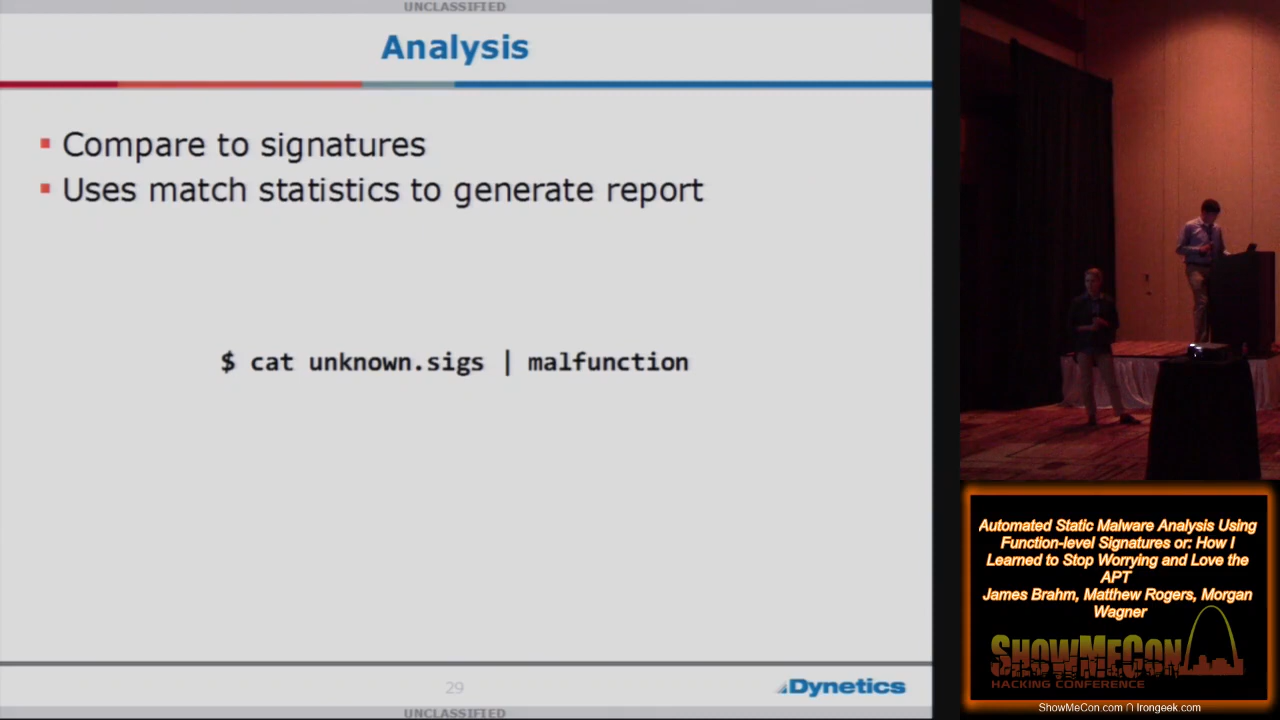 UNCLASSIFIED
Analysis
Compare to signatures
Uses match statistics to generate report
$ cat unknown.sigs | malfunction
29
Dynetics
UNCLASSIFIED
Automated Static Malware Analysis Using
Function-level Signatures or: How I
Learned to Stop Worrying and Love the
APT
James Brahm, Matthew Rogers, Morgan
Wagner
SHOWMECON
HACKING CONFERENCE
ShowMeCon.com ∩ Irongeek.com